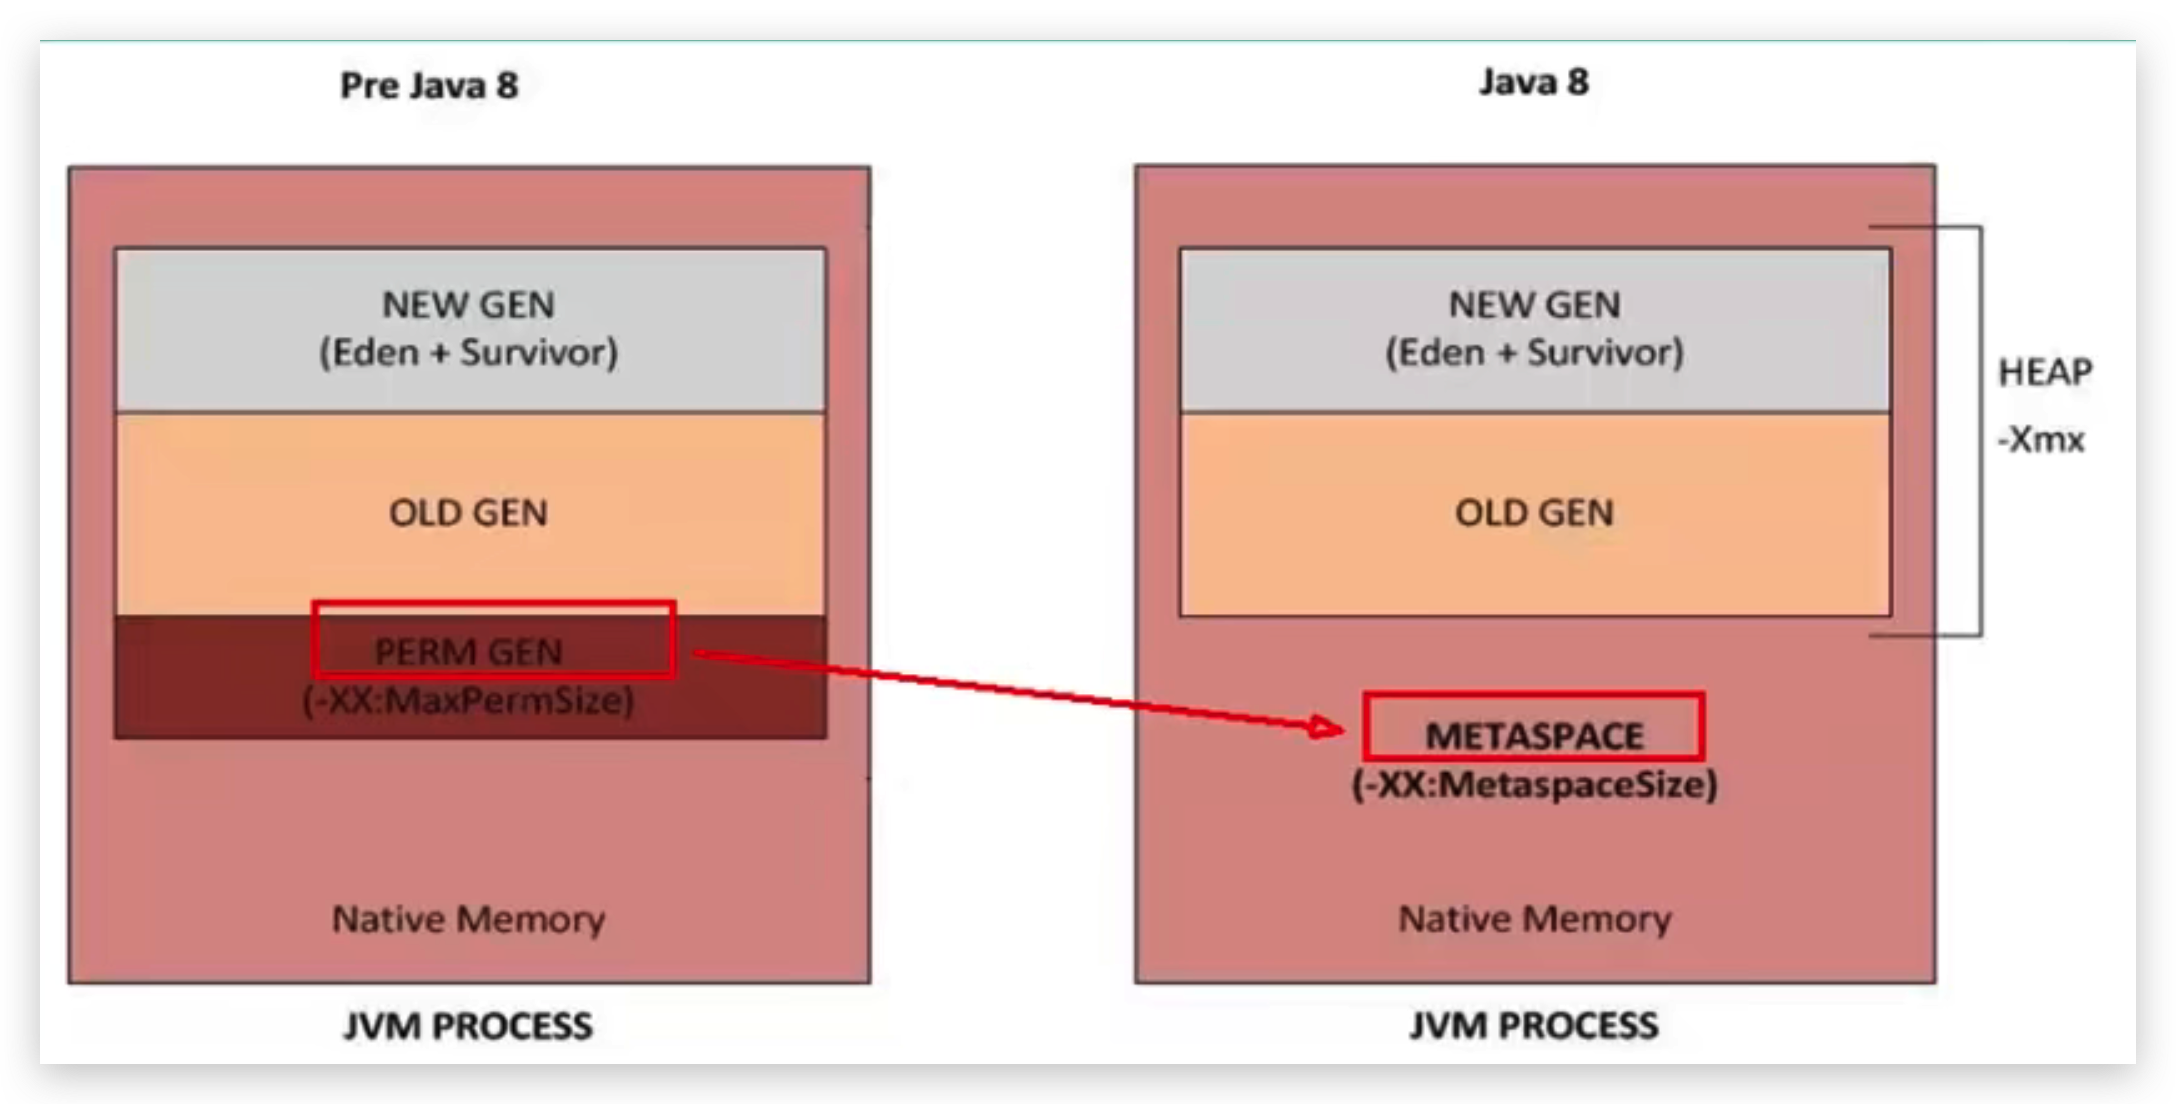 Pre Java 8
NEW GEN
(Eden + Survivor)
OLD GEN
PERM GEN
(-XX:MaxPermSize)
Native Memory
JVM PROCESS
Java 8
NEW GEN
(Eden + Survivor)
OLD GEN
HEAP
-Xmx
METASPACE
(-XX:MetaspaceSize)
Native Memory
JVM PROCESS